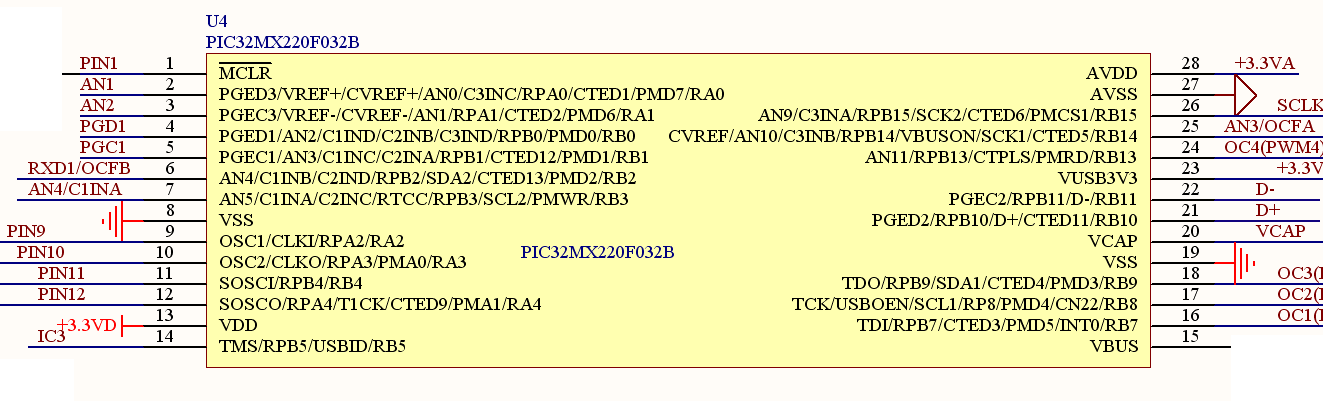 U4
PIC32MX220F032B
PIN1 1 MCLR AVDD 28 +3.3VA
AN1 2 PGED3/VREF+/CVREF+/AN0/C3INC/RPA0/CTED1/PMD7/RA0 AVSS 27
AN2 3 PGEC3/VREF-/CVREF-/AN1/RPA1/CTED2/PMD6/RA1 AN9/C3INA/RPB15/SCK2/CTED6/PMCS1/RB15 26 SCLK
PGD1 4 PGED1/AN2/C1IND/C2INB/C3IND/RPB0/PMD0/RB0 CVREF/AN10/C3INB/RPB14/VBUSON/SCK1/CTED5/RB14 25 AN3/OCFA
PGC1 5 PGEC1/AN3/C1INC/C2INA/RPB1/CTED12/PMD1/RB1 AN11/RPB13/CTPLS/PMRD/RB13 24 OC4(PWM4)
RXD1/OCFB 6 AN4/C1INB/C2IND/RPB2/SDA2/CTED13/PMD2/RB2 VUSB3V3 23 +3.3V
AN4/C1INA 7 AN5/C1INA/C2INC/RTCC/RPB3/SCL2/PMWR/RB3 PGEC2/RPB11/D-/RB11 22 D-
8 VSS PGED2/RPB10/D+/CTED11/RB10 21 D+
PIN9 9 OSC1/CLKI/RPA2/RA2 VCAP 20 VCAP
PIN10 10 OSC2/CLKO/RPA3/PMA0/RA3 PIC32MX220F032B VSS 19
PIN11 11 SOSCI/RPB4/RB4 TDO/RPB9/SDA1/CTED4/PMD3/RB9 18 OC3(
PIN12 12 SOSCO/RPA4/T1CK/CTED9/PMA1/RA4 TCK/USBOEN/SCL1/RP8/PMD4/CN22/RB8 17 OC2(
+3.3VD 13 VDD TDI/RPB7/CTED3/PMD5/INT0/RB7 16 OC1(
IC3 14 TMS/RPB5/USBID/RB5 VBUS 15